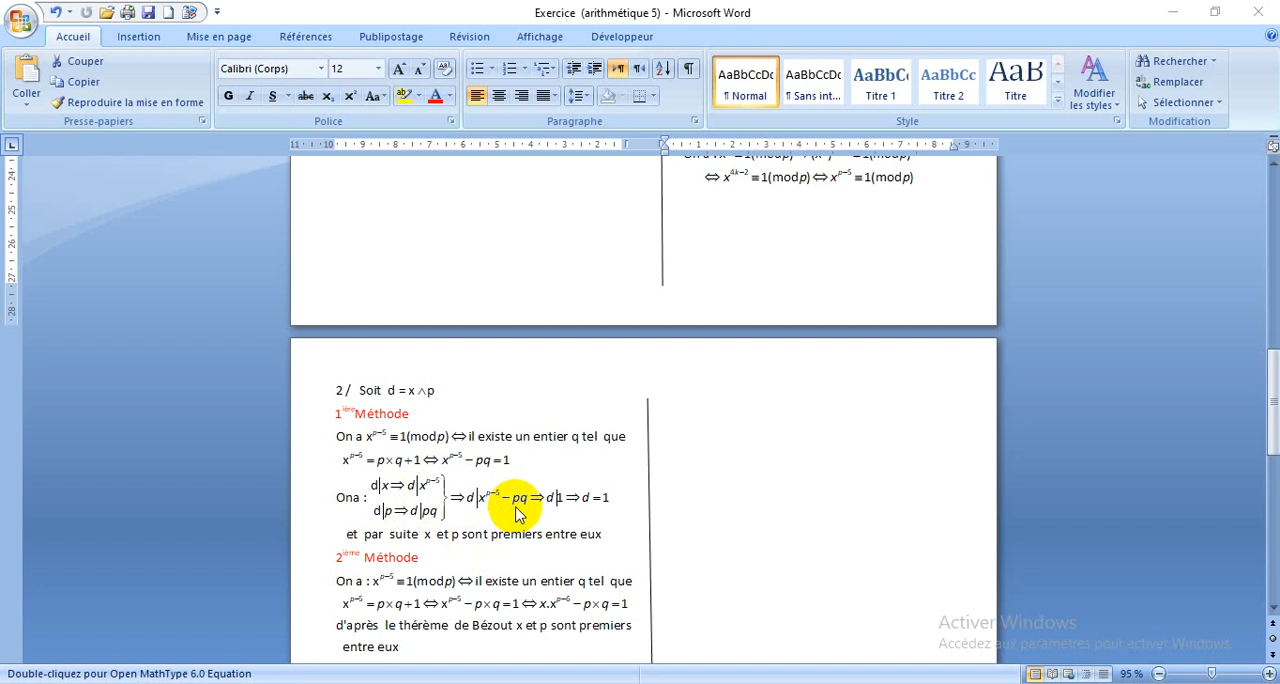 Exercice (arithmétique 5) - Microsoft Word
Accueil Insertion Mise en page Références Publipostage Révision Affichage Développeur
Coller
Couper
Copier
Reproduire la mise en forme
Presse-papiers
Calibri (Corps) 12
Police
Paragraphe
AaBbCcDc AaBbCcDc AaBbC AaBbCc AaB
¶ Normal ¶ Sans int... Titre 1 Titre 2 Titre
Modifier les styles
Style
Rechercher
Remplacer
Sélectionner
Modification
⇔ x^{4k−2} ≡ 1(mod p) ⇔ x^{p−5} ≡ 1(mod p)
2 / Soit d = x ∧ p
1^{ière} Méthode
On a x^{p−5} ≡ 1(mod p) ⇔ il existe un entier q tel que
x^{p−5} = p × q + 1 ⇔ x^{p−5} − pq = 1
Ona : d|x ⇒ d|x^{p−5} d|p ⇒ d|pq } ⇒ d|x^{p−5} − pq ⇒ d|1 ⇒ d = 1
et par suite x et p sont premiers entre eux
2^{ième} Méthode
On a : x^{p−5} ≡ 1(mod p) ⇔ il existe un entier q tel que
x^{p−5} = p × q + 1 ⇔ x^{p−5} − p × q = 1 ⇔ x.x^{p−6} − p × q = 1
d'après le thérème de Bézout x et p sont premiers
entre eux
Activer Windows
Accédez aux paramètres pour activer Windows.
Double-cliquez pour Open MathType 6.0 Equation
95 %